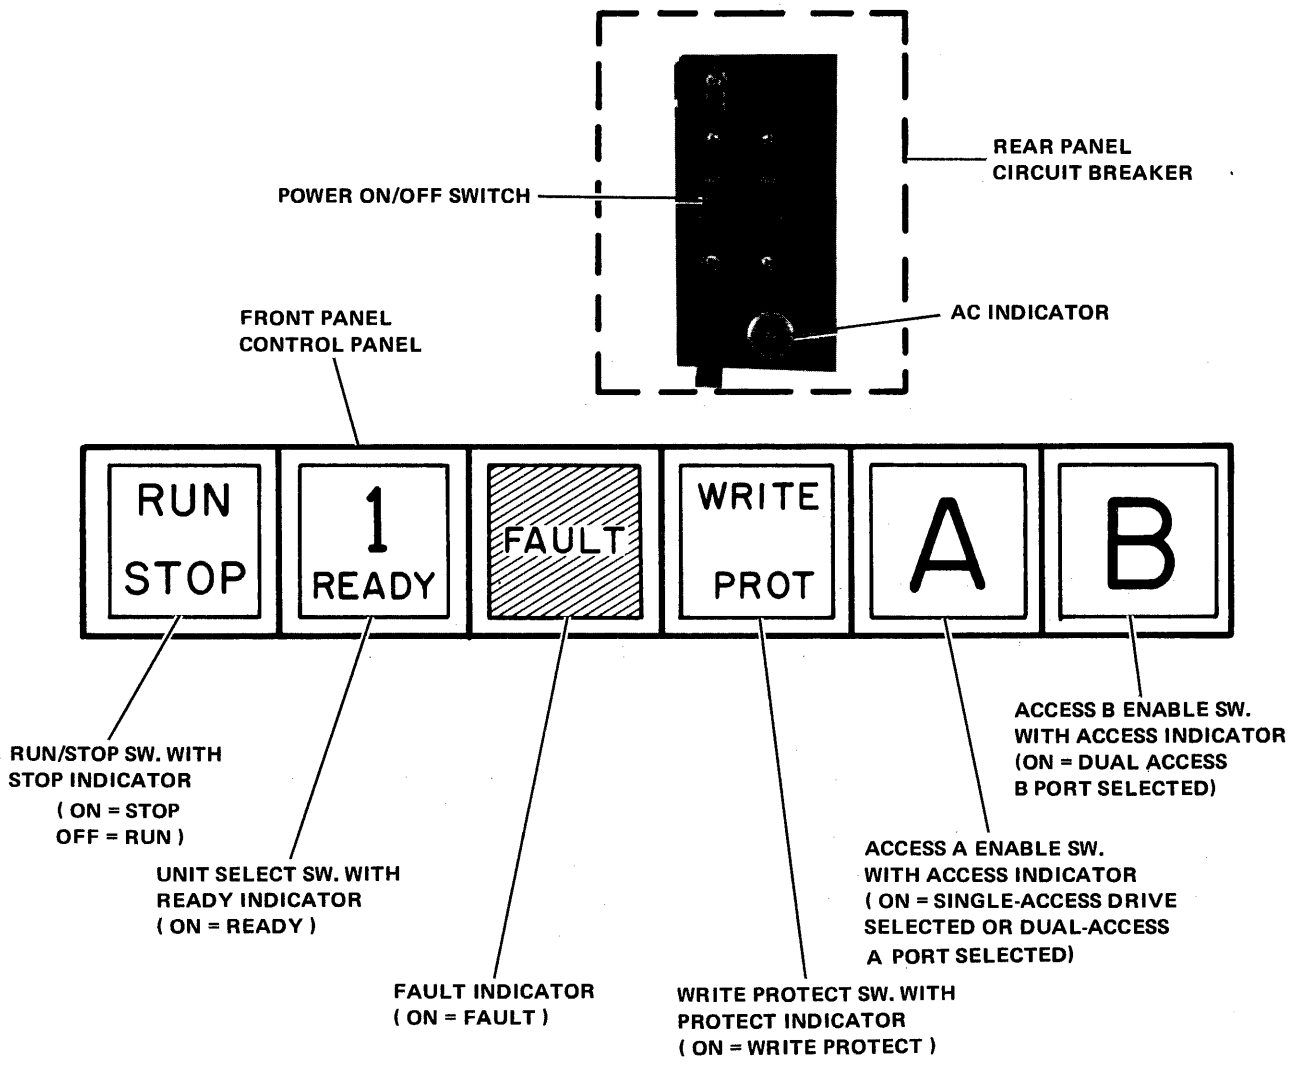 REAR PANEL
CIRCUIT BREAKER
POWER ON/OFF SWITCH
AC INDICATOR
FRONT PANEL
CONTROL PANEL
RUN
STOP
1
READY
FAULT
WRITE
PROT
A
B
RUN/STOP SW. WITH
STOP INDICATOR
( ON = STOP
OFF = RUN )
UNIT SELECT SW. WITH
READY INDICATOR
( ON = READY )
FAULT INDICATOR
( ON = FAULT )
WRITE PROTECT SW. WITH
PROTECT INDICATOR
( ON = WRITE PROTECT )
ACCESS A ENABLE SW.
WITH ACCESS INDICATOR
( ON = SINGLE-ACCESS DRIVE
SELECTED OR DUAL-ACCESS
A PORT SELECTED)
ACCESS B ENABLE SW.
WITH ACCESS INDICATOR
(ON = DUAL ACCESS
B PORT SELECTED)